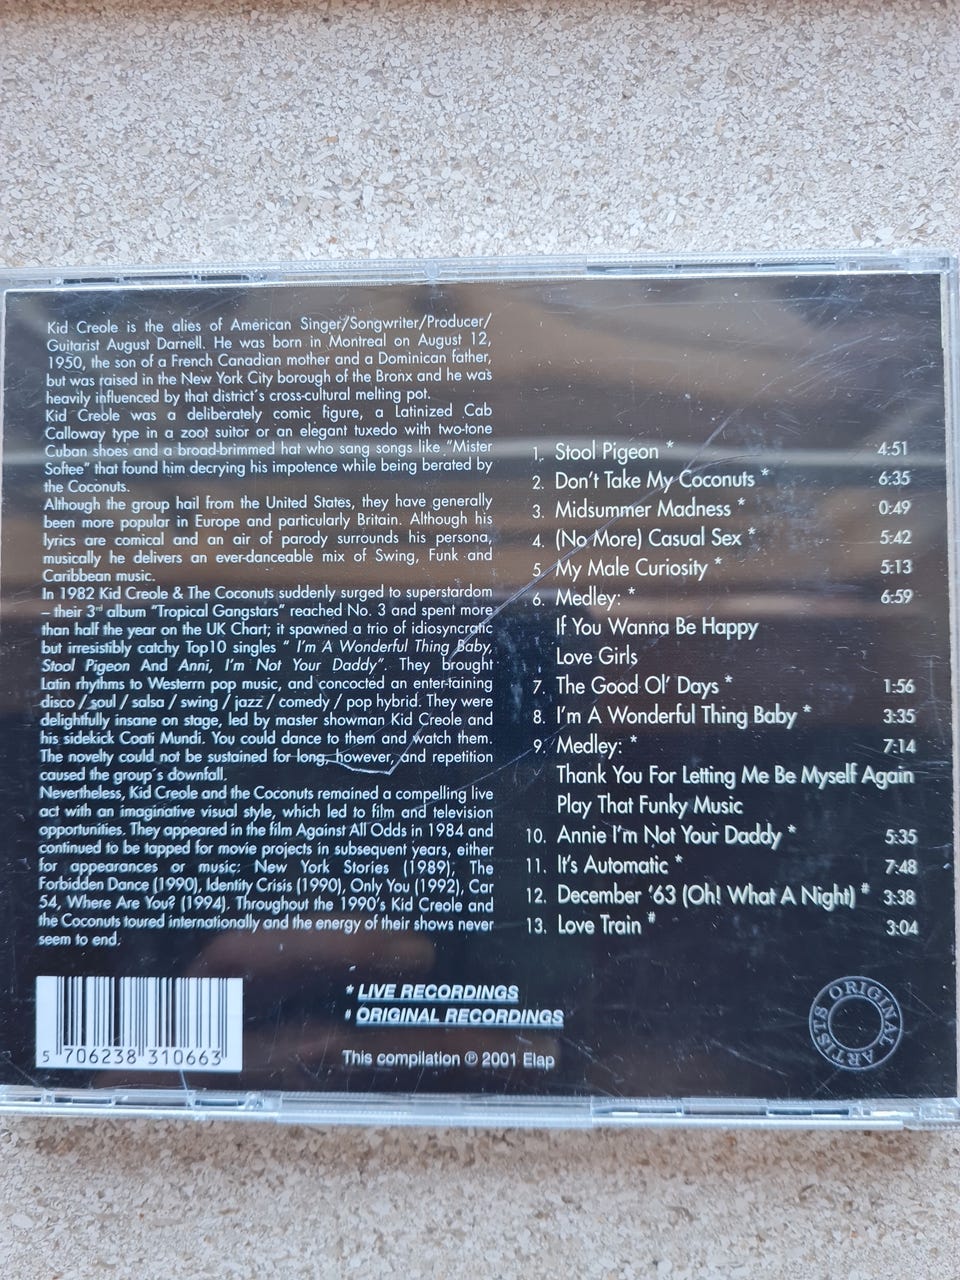 Kid Creole is the alies of American Singer/Songwriter/Producer/
Guitarist August Darnell. He was born in Montreal on August 12,
1950, the son of a French Canadian mother and a Dominican father,
but was raised in the New York City borough of the Bronx and he was
heavily influenced by that district's cross-cultural melting pot.
Kid Creole was a deliberately comic figure, a Latinized Cab
Calloway type in a zoot suitor or an elegant tuxedo with two-tone
Cuban shoes and a broad-brimmed hat who sang songs like "Mister
Softee" that found him decrying his impotence while being berated by
the Coconuts.
Although the group hail from the United States, they have generally
been more popular in Europe and particularly Britain. Although his
lyrics are comical and an air of parody surrounds his persona,
musically he delivers an ever-danceable mix of Swing, Funk and
Caribbean music.
In 1982 Kid Creole & The Coconuts suddenly surged to superstardom
– their 3rd album "Tropical Gangstars" reached No. 3 and spent more
than half the year on the UK Chart; it spawned a trio of idiosyncratic
but irresistibly catchy Top10 singles " I'm A Wonderful Thing Baby,
Stool Pigeon And Anni, I'm Not Your Daddy". They brought
Latin rhythms to Westerrn pop music, and concocted an enter-taining
disco / soul / salsa / swing / jazz / comedy / pop hybrid. They were
delightfully insane on stage, led by master showman Kid Creole and
his sidekick Coati Mundi. You could dance to them and watch them.
The novelty could not be sustained for long, however, and repetition
caused the group's downfall.
Nevertheless, Kid Creole and the Coconuts remained a compelling live
act with an imaginative visual style, which led to film and television
opportunities. They appeared in the film Against All Odds in 1984 and
continued to be tapped for movie projects in subsequent years, either
for appearances or music: New York Stories (1989), The
Forbidden Dance (1990), Identity Crisis (1990), Only You (1992), Car
54, Where Are You? (1994). Throughout the 1990's Kid Creole and
the Coconuts toured internationally and the energy of their shows never
seem to end.
1. Stool Pigeon * 4:51
2. Don't Take My Coconuts * 6:35
3. Midsummer Madness * 0:49
4. (No More) Casual Sex * 5:42
5. My Male Curiosity * 5:13
6. Medley: * 6:59
If You Wanna Be Happy
Love Girls
7. The Good Ol' Days * 1:56
8. I'm A Wonderful Thing Baby * 3:35
9. Medley: * 7:14
Thank You For Letting Me Be Myself Again
Play That Funky Music
10. Annie I'm Not Your Daddy * 5:35
11. It's Automatic * 7:48
12. December '63 (Oh! What A Night) # 3:38
13. Love Train # 3:04
* LIVE RECORDINGS
# ORIGINAL RECORDINGS
This compilation ℗ 2001 Elap
5 706238 310663
ORIGINAL ARTISTS